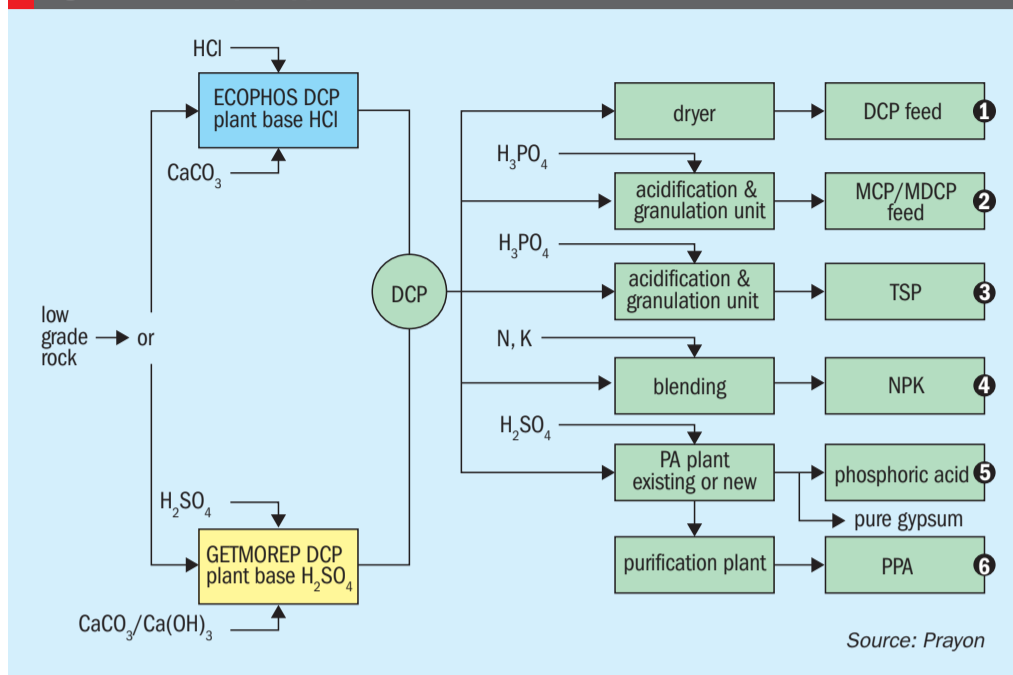 HCl
ECOPHOS DCP
plant base HCl
CaCO₃
low
grade
rock
or
H₂SO₄
GETMOREP DCP
plant base H₂SO₄
CaCO₃/Ca(OH)₃
DCP
dryer
DCP feed
1
H₃PO₄
acidification &
granulation unit
MCP/MDCP
feed
2
H₃PO₄
acidification &
granulation unit
TSP
3
N, K
blending
NPK
4
H₂SO₄
PA plant
existing or new
phosphoric acid
5
pure gypsum
purification plant
PPA
6
Source: Prayon